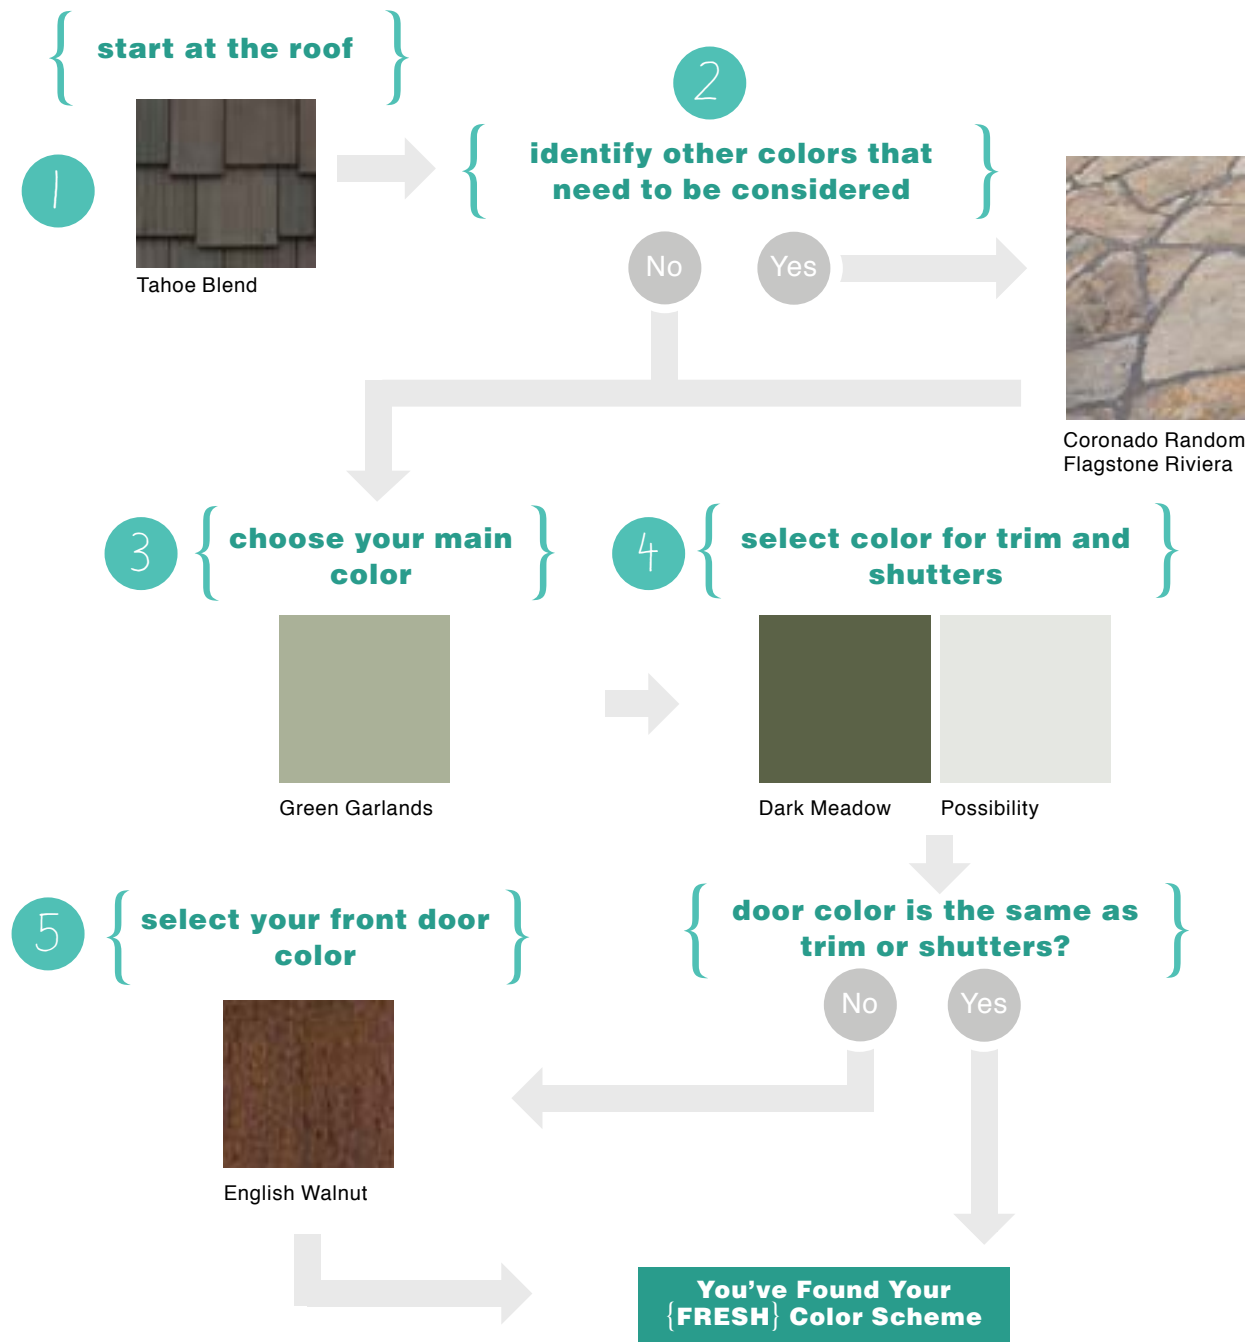 start at the roof
1
Tahoe Blend
2
identify other colors that
need to be considered
No
Yes
Coronado Random
Flagstone Riviera
3
choose your main
color
Green Garlands
4
select color for trim and
shutters
Dark Meadow
Possibility
door color is the same as
trim or shutters?
No
Yes
5
select your front door
color
English Walnut
You've Found Your
{FRESH} Color Scheme